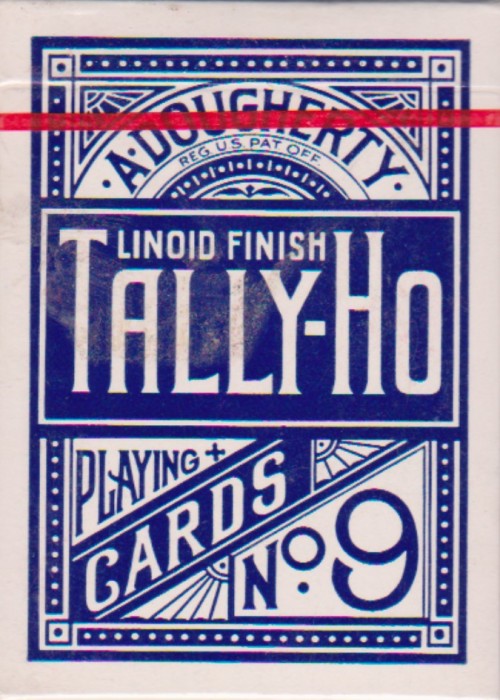 A. DOUGHERTY
REG U.S. PAT OFF.
LINOID FINISH
TALLY-HO
PLAYING
CARDS
No. 9